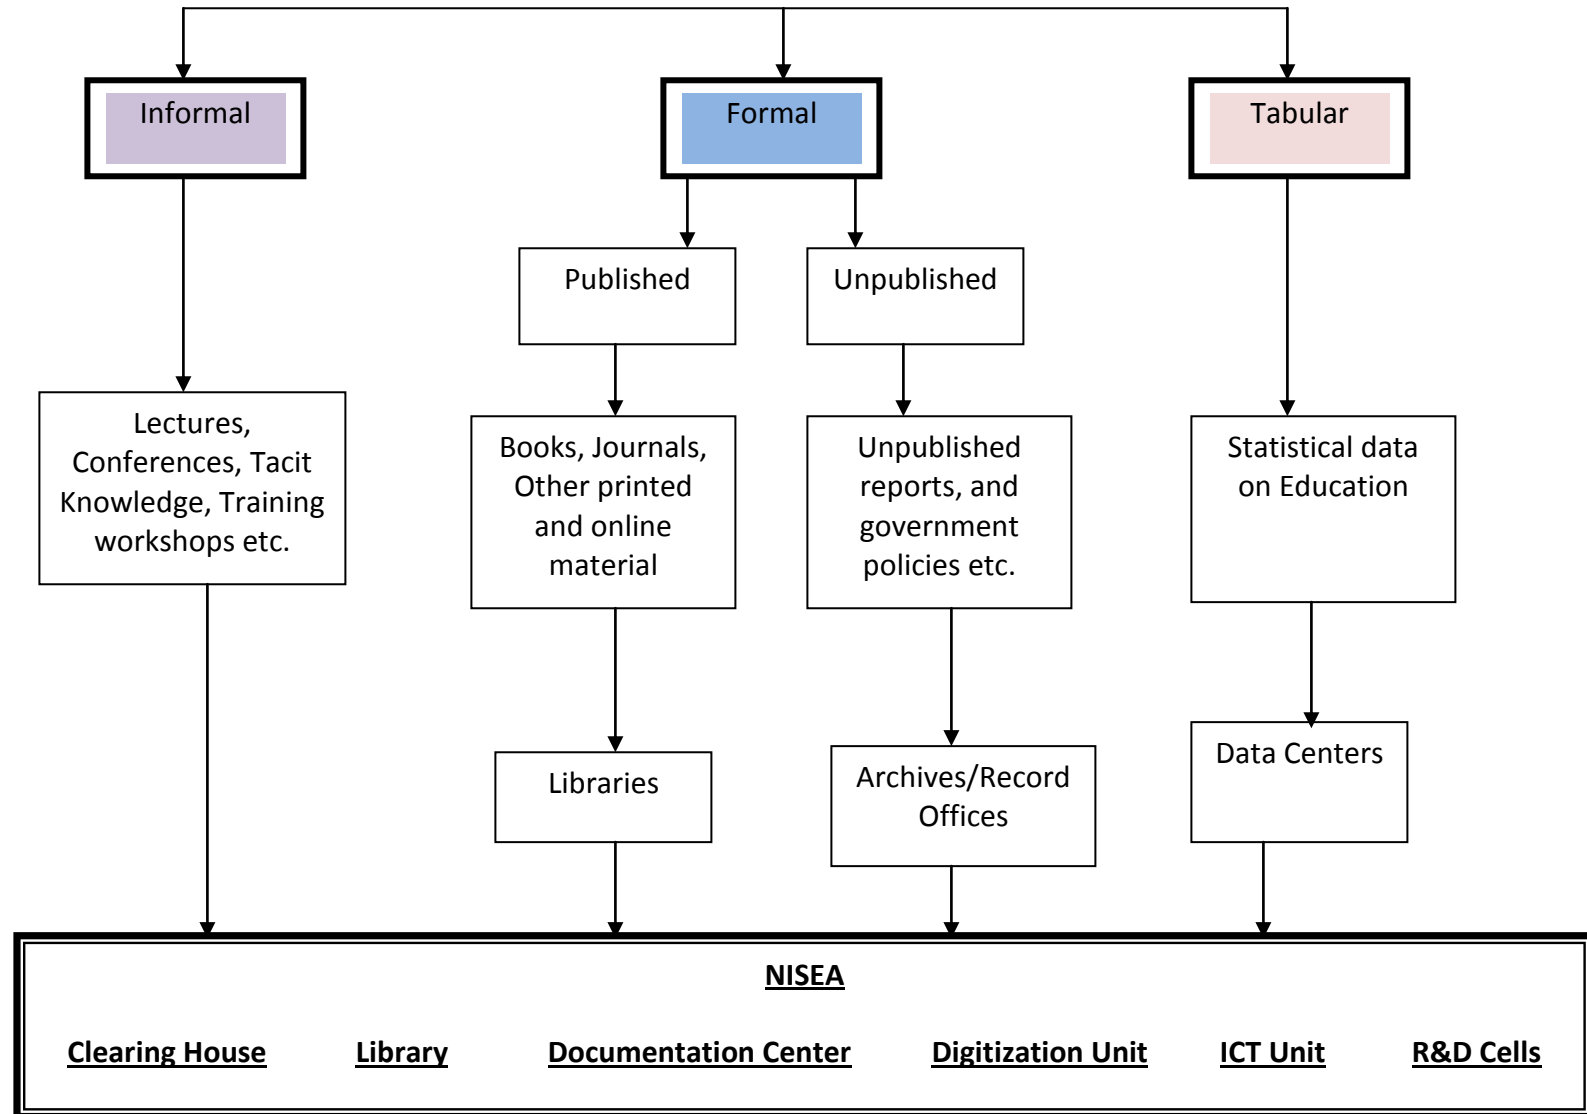 Informal
Formal
Tabular
Published
Unpublished
Lectures,
Conferences, Tacit
Knowledge, Training
workshops etc.
Books, Journals,
Other printed
and online
material
Unpublished
reports, and
government
policies etc.
Statistical data
on Education
Libraries
Archives/Record
Offices
Data Centers
NISEA
Clearing House Library Documentation Center Digitization Unit ICT Unit R&D Cells